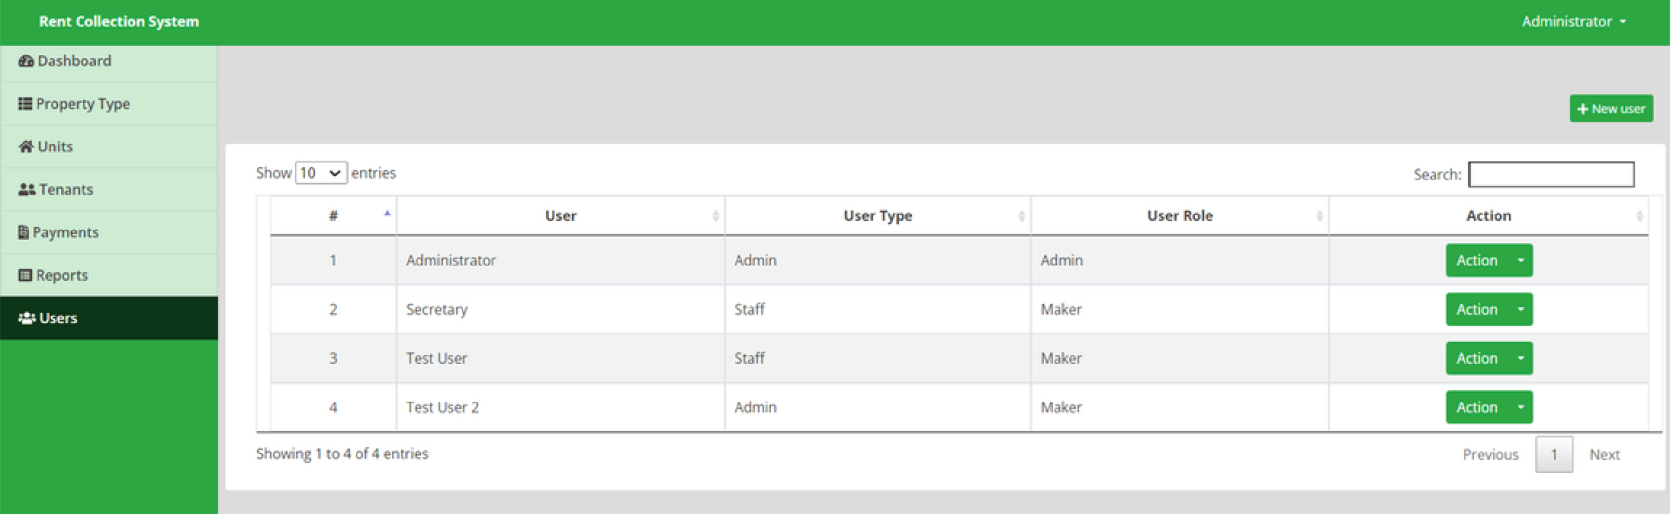 Rent Collection System
Administrator
Dashboard
Property Type
Units
Tenants
Payments
Reports
Users
+ New user
Show 10 entries
Search:
# User User Type User Role Action
1 Administrator Admin Admin Action
2 Secretary Staff Maker Action
3 Test User Staff Maker Action
4 Test User 2 Admin Maker Action
Showing 1 to 4 of 4 entries
Previous 1 Next